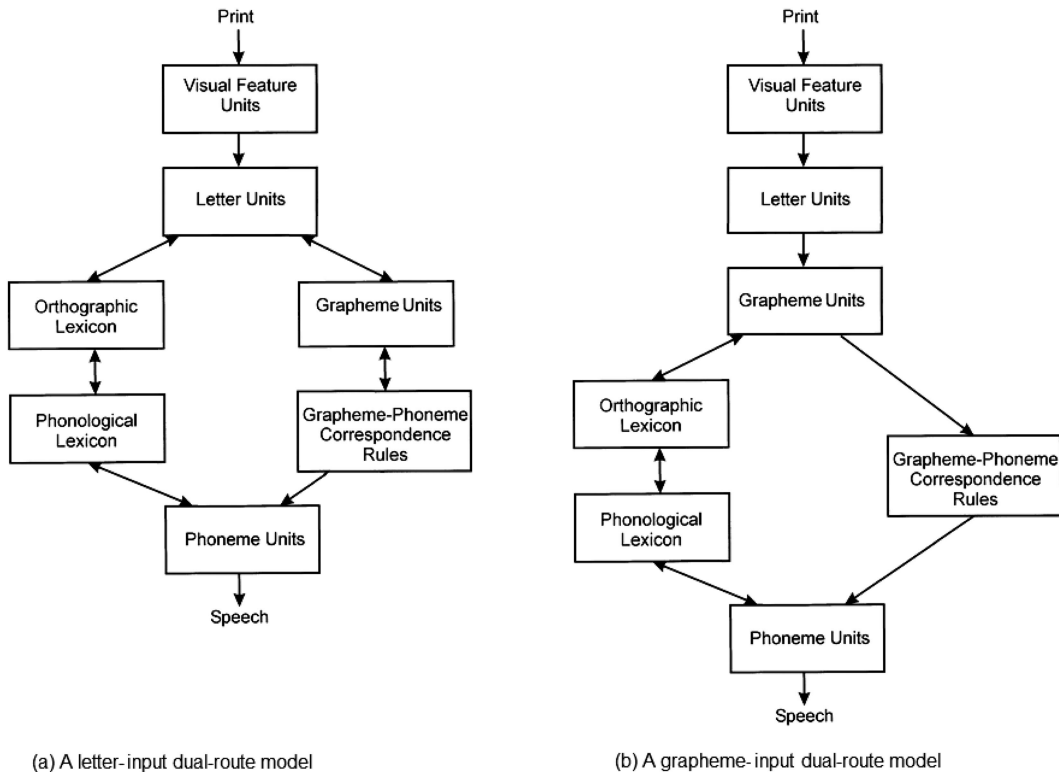 Print
Visual Feature
Units
Letter Units
Orthographic
Lexicon
Grapheme Units
Phonological
Lexicon
Grapheme-Phoneme
Correspondence
Rules
Phoneme Units
Speech
(a) A letter-input dual-route model
Print
Visual Feature
Units
Letter Units
Grapheme Units
Orthographic
Lexicon
Grapheme-Phoneme
Correspondence
Rules
Phonological
Lexicon
Phoneme Units
Speech
(b) A grapheme-input dual-route model